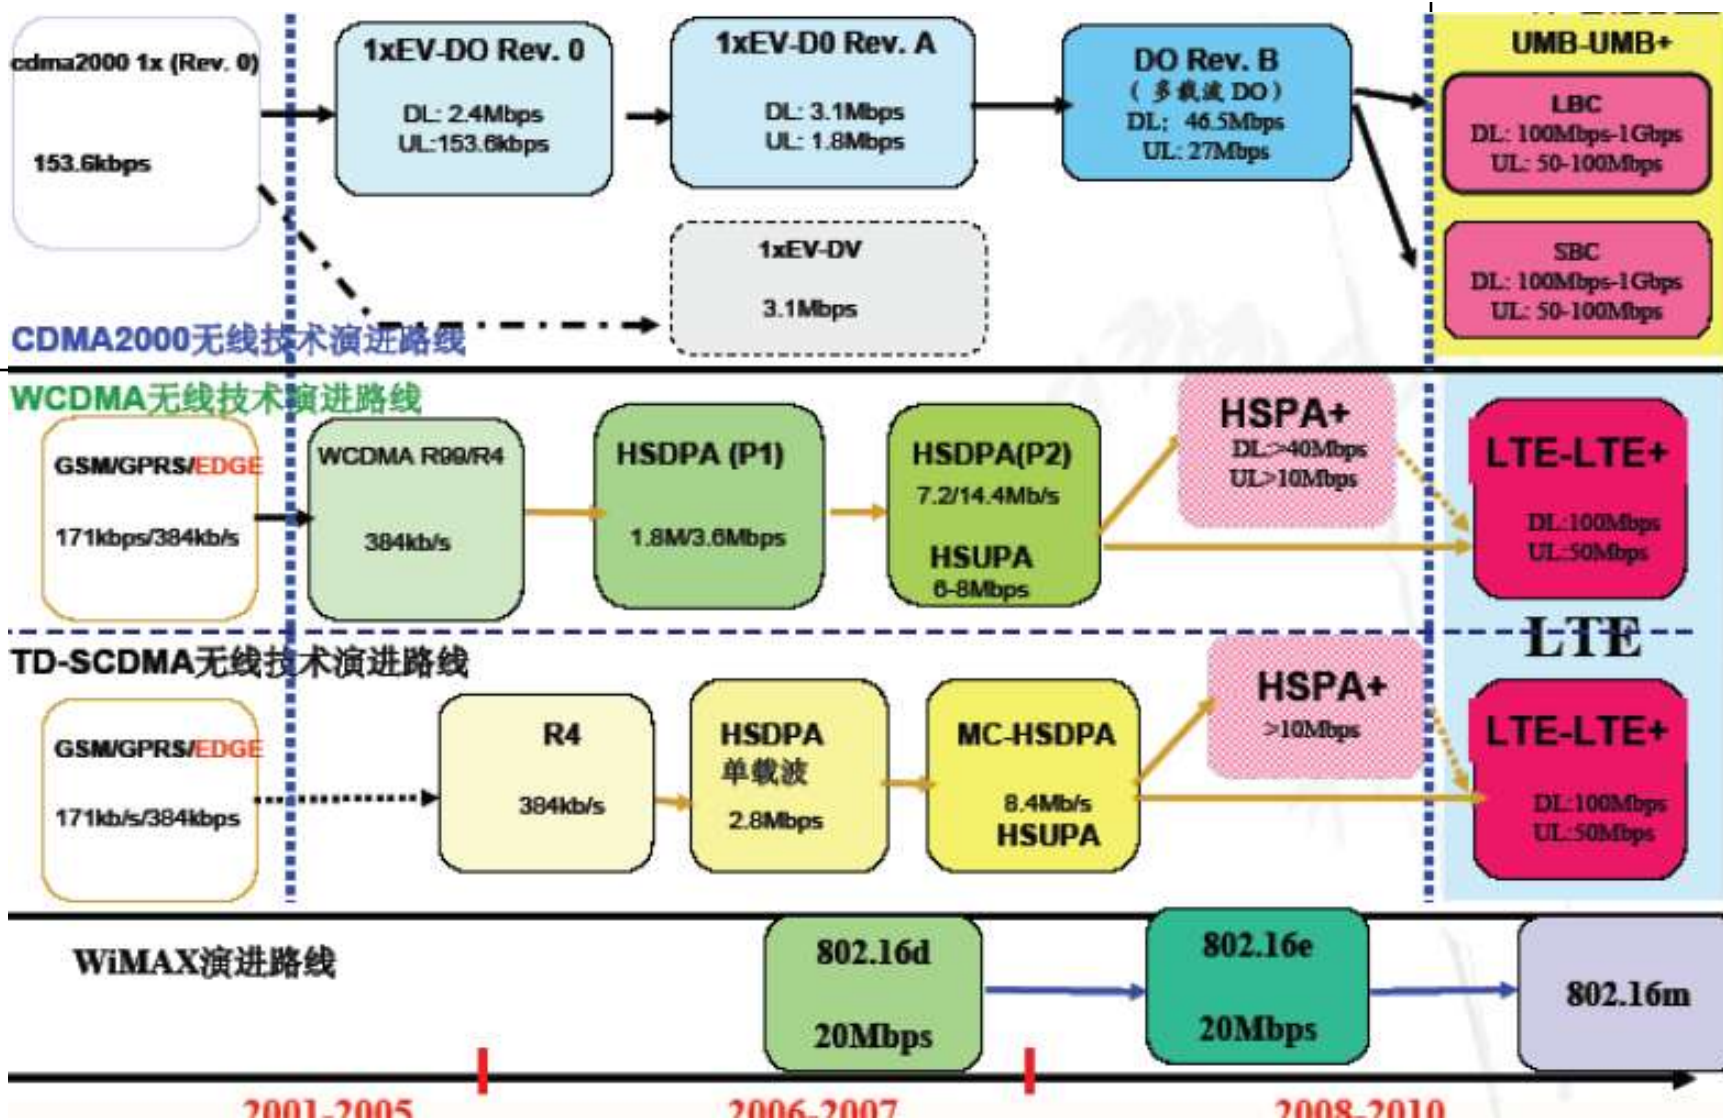 cdma2000 1x (Rev. 0)
153.6kbps
1xEV-DO Rev. 0
DL: 2.4Mbps
UL:153.6kbps
1xEV-D0 Rev. A
DL: 3.1Mbps
UL: 1.8Mbps
DO Rev. B
(多载波 DO)
DL: 46.5Mbps
UL: 27Mbps
UMB-UMB+
LBC
DL: 100Mbps-1Gbps
UL: 50-100Mbps
SBC
DL: 100Mbps-1Gbps
UL: 50-100Mbps
1xEV-DV
3.1Mbps
CDMA2000无线技术演进路线
WCDMA无线技术演进路线
GSM/GPRS/EDGE
171kbps/384kb/s
WCDMA R99/R4
384kb/s
HSDPA (P1)
1.8M/3.6Mbps
HSDPA(P2)
7.2/14.4Mb/s
HSUPA
6-8Mbps
HSPA+
DL:>40Mbps
UL>10Mbps
LTE-LTE+
DL:100Mbps
UL:50Mbps
LTE
TD-SCDMA无线技术演进路线
GSM/GPRS/EDGE
171kb/s/384kbps
R4
384kb/s
HSDPA
单载波
2.8Mbps
MC-HSDPA
8.4Mb/s
HSUPA
HSPA+
>10Mbps
LTE-LTE+
DL:100Mbps
UL:50Mbps
WiMAX演进路线
802.16d
20Mbps
802.16e
20Mbps
802.16m
2001-2005
2006-2007
2008-2010